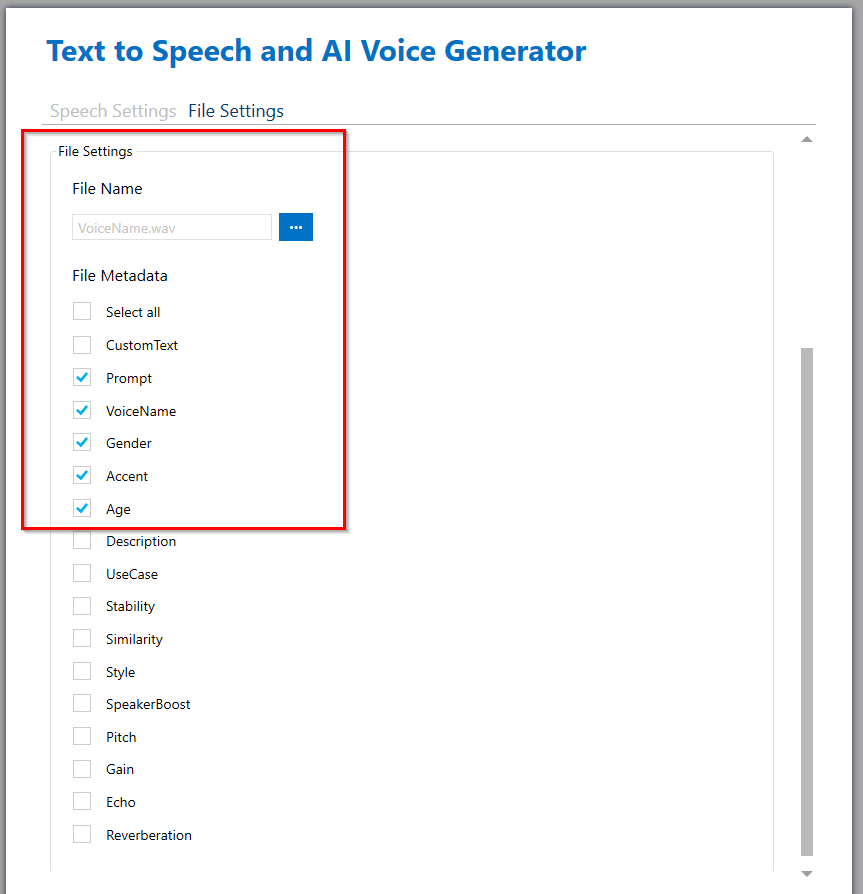 Text to Speech and AI Voice Generator
Speech Settings File Settings
File Settings
File Name
VoiceName.wav ...
File Metadata
Select all
CustomText
Prompt
VoiceName
Gender
Accent
Age
Description
UseCase
Stability
Similarity
Style
SpeakerBoost
Pitch
Gain
Echo
Reverberation